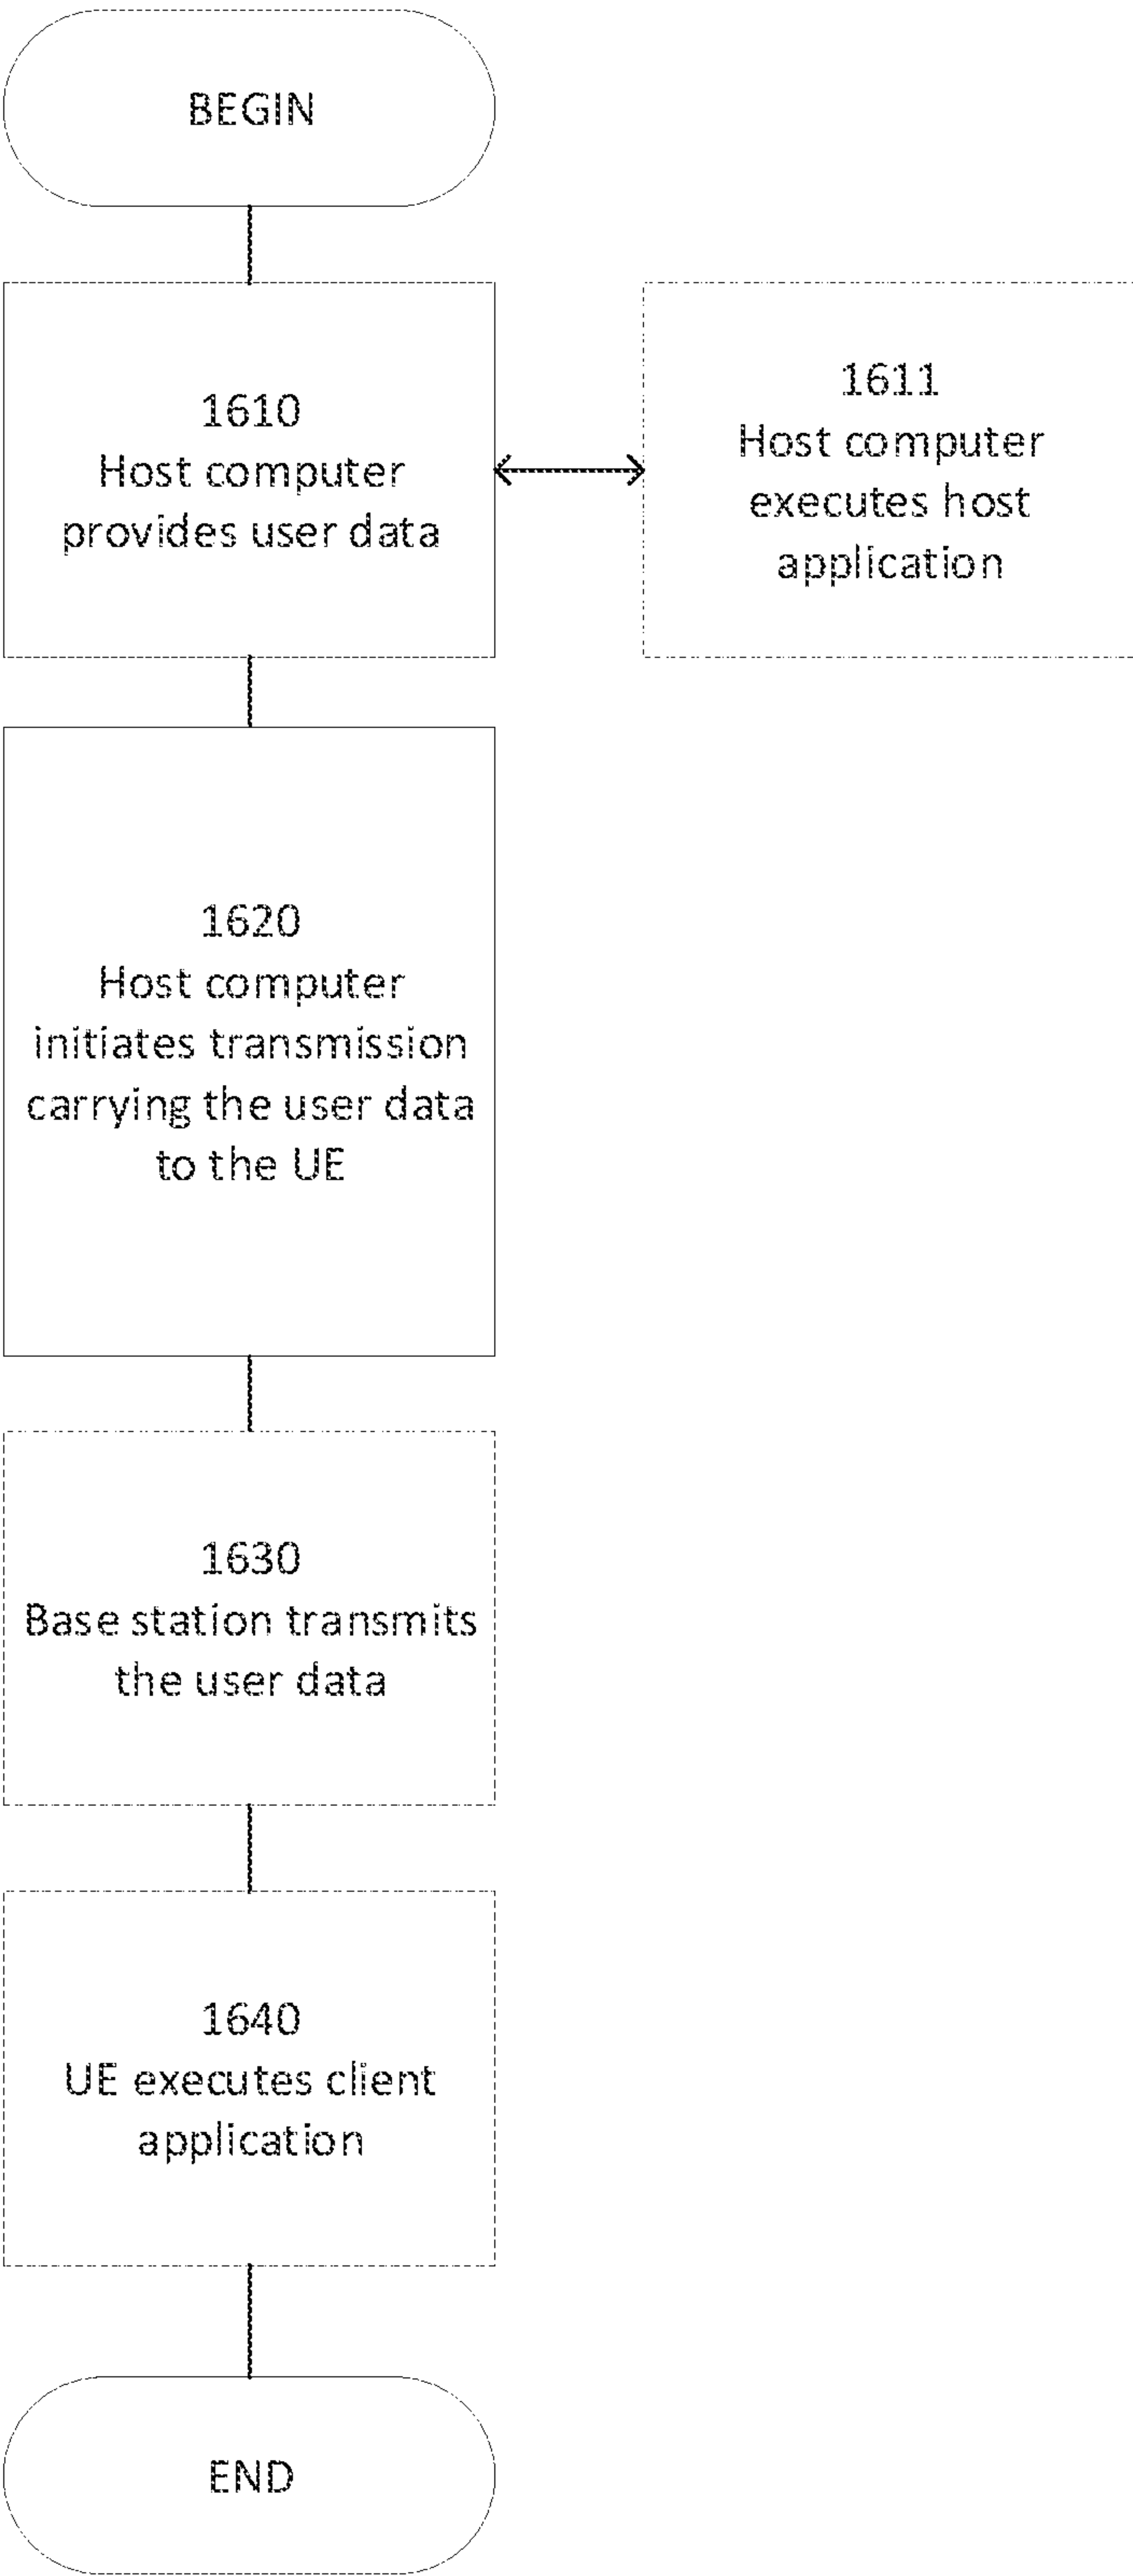 BEGIN
1610
Host computer
provides user data
1611
Host computer
executes host
application
1620
Host computer
initiates transmission
carrying the user data
to the UE
1630
Base station transmits
the user data
1640
UE executes client
application
END